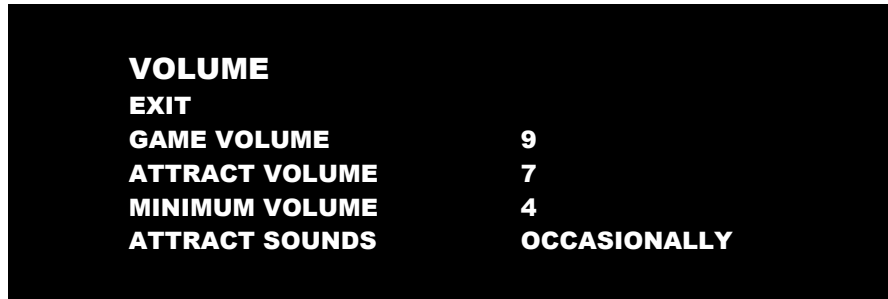 VOLUME
EXIT
GAME VOLUME 9
ATTRACT VOLUME 7
MINIMUM VOLUME 4
ATTRACT SOUNDS OCCASIONALLY